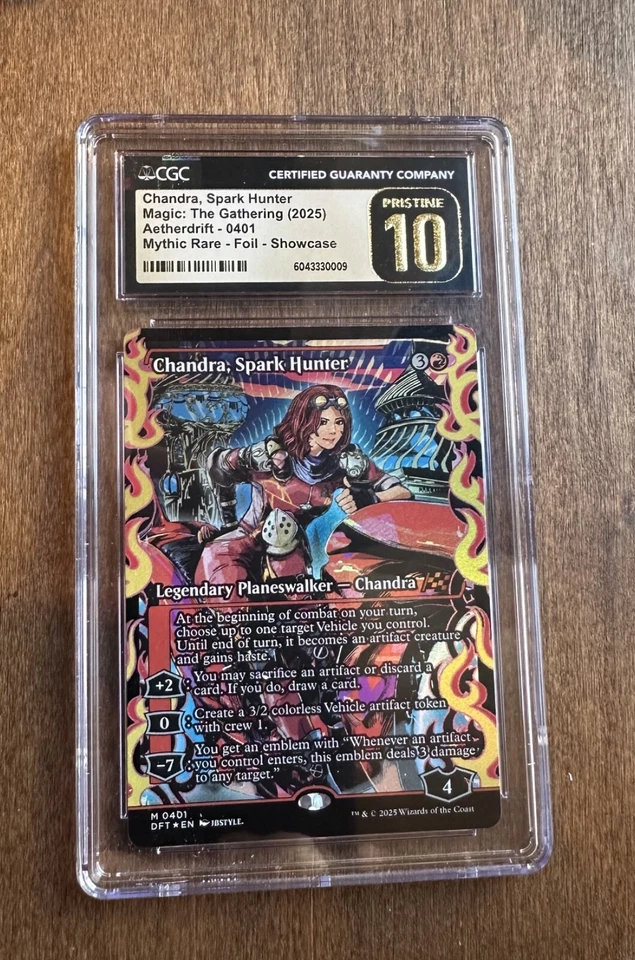 CGC
CERTIFIED GUARANTY COMPANY
Chandra, Spark Hunter
Magic: The Gathering (2025)
Aetherdrift - 0401
Mythic Rare - Foil - Showcase
6043330009
PRISTINE
10
Chandra, Spark Hunter
3
Legendary Planeswalker — Chandra
At the beginning of combat on your turn,
choose up to one target Vehicle you control.
Until end of turn, it becomes an artifact creature
and gains haste.
+2: You may sacrifice an artifact or discard a
card. If you do, draw a card.
0: Create a 3/2 colorless Vehicle artifact token
with crew 1.
−7: You get an emblem with “Whenever an artifact
you control enters, this emblem deals 3 damage
to any target.”
4
M 0401
DFT★EN IBSTYLE.
™ & © 2025 Wizards of the Coast